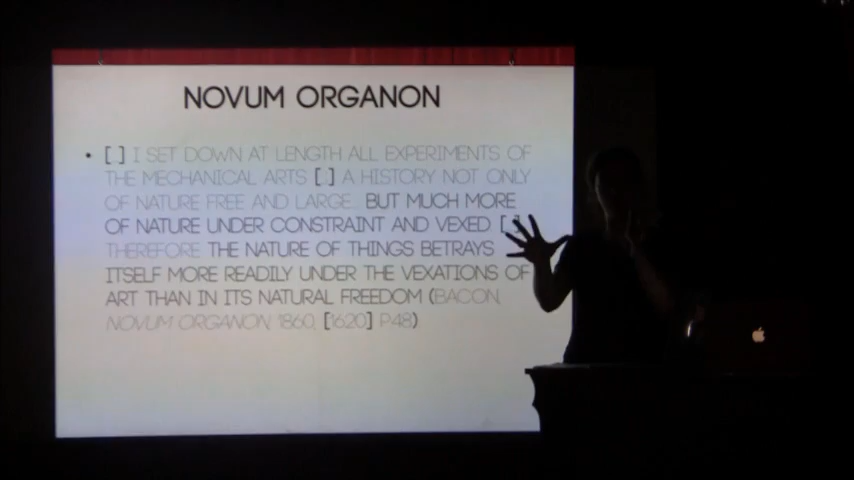 NOVUM ORGANON
• [...] I SET DOWN AT LENGTH ALL EXPERIMENTS OF
THE MECHANICAL ARTS [...] A HISTORY NOT ONLY
OF NATURE FREE AND LARGE... BUT MUCH MORE
OF NATURE UNDER CONSTRAINT AND VEXED [
THEREFORE THE NATURE OF THINGS BETRAYS
ITSELF MORE READILY UNDER THE VEXATIONS OF
ART THAN IN ITS NATURAL FREEDOM (BACON,
NOVUM ORGANON, 1860, [1620] P.48)